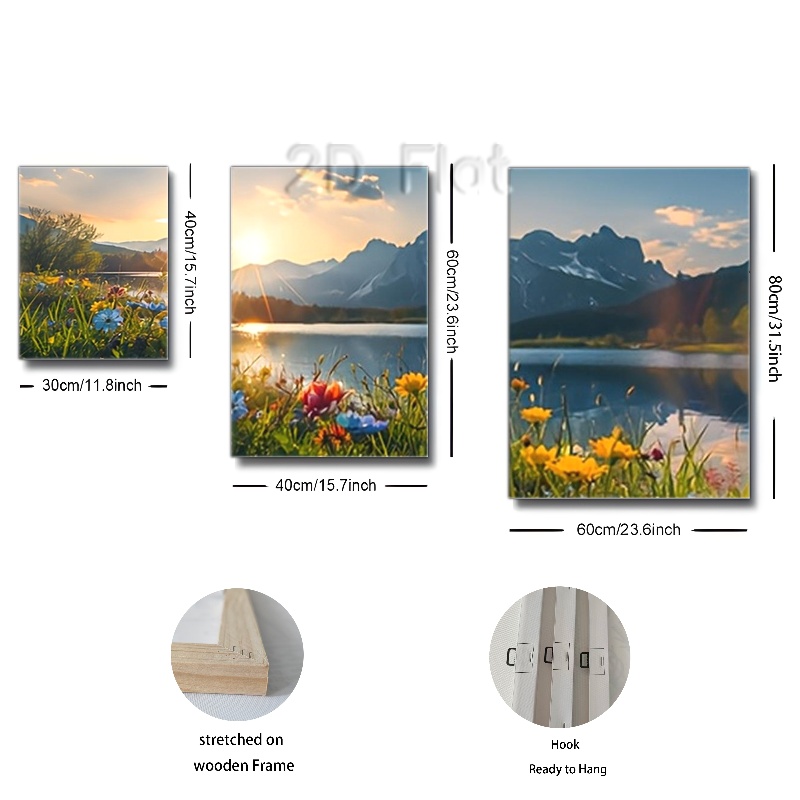 2D Flat
40cm/15.7inch
30cm/11.8inch
60cm/23.6inch
40cm/15.7inch
80cm/31.5inch
60cm/23.6inch
stretched on
wooden Frame
Hook
Ready to Hang